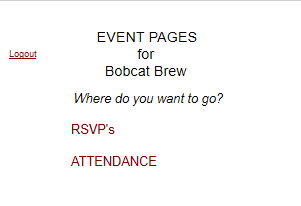 EVENT PAGES
for
Logout
Bobcat Brew
Where do you want to go?
RSVP's
ATTENDANCE